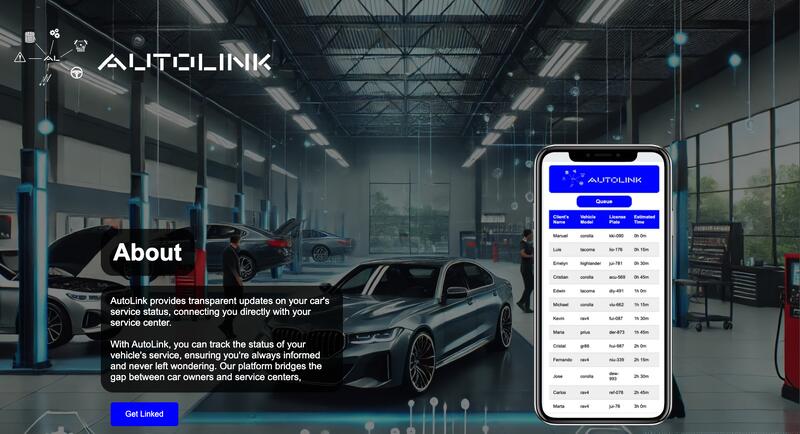 AL
AUTOLINK
About
AutoLink provides transparent updates on your car's
service status, connecting you directly with your
service center.
With AutoLink, you can track the status of your
vehicle's service, ensuring you're always informed
and never left wondering. Our platform bridges the
gap between car owners and service centers,
Get Linked
AUTOLINK
Queue
Client's Name Vehicle Model License Plate Estimated Time
Manuel corolla kki-090 0h 0m
Luis tacoma lio-176 0h 15m
Emelyn highlander jui-781 0h 30m
Cristian corolla acu-569 0h 45m
Edwin tacoma diy-491 1h 0m
Michael corolla viu-662 1h 15m
Kevin rav4 fui-087 1h 30m
Maria prius der-873 1h 45m
Cristal gr86 hui-987 2h 0m
Fernando rav4 niu-339 2h 15m
Jose corolla dew-993 2h 30m
Carlos rav4 ref-078 2h 45m
Marta rav4 jui-76 3h 0m